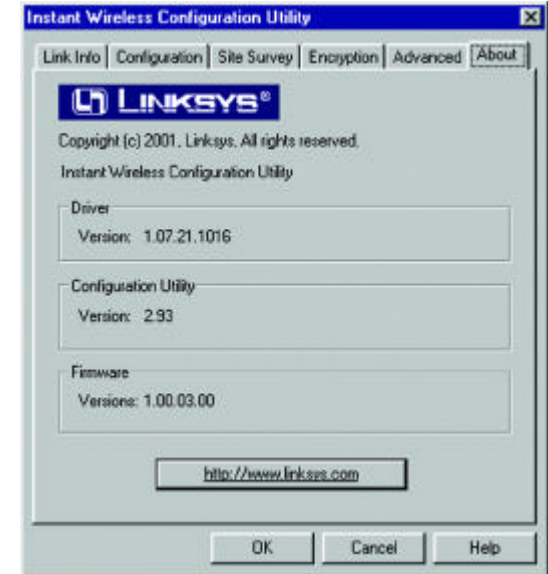 Instant Wireless Configuration Utility
Link Info Configuration Site Survey Encryption Advanced About
LINKSYS®
Copyright (c) 2001, Linksys, All rights reserved.
Instant Wireless Configuration Utility
Driver
Version: 1.07.21.1016
Configuration Utility
Version: 2.93
Firmware
Versions: 1.00.03.00
http://www.linksys.com
OK Cancel Help